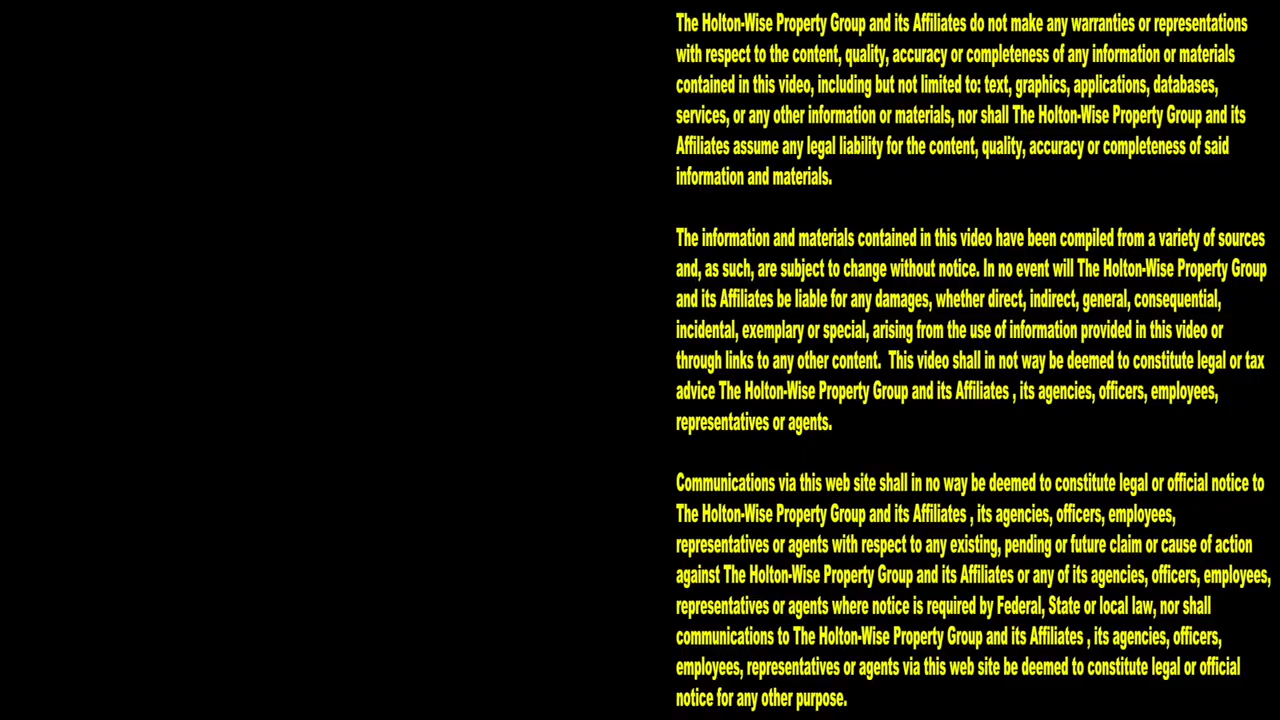 The Holton-Wise Property Group and its Affiliates do not make any warranties or representations
with respect to the content, quality, accuracy or completeness of any information or materials
contained in this video, including but not limited to: text, graphics, applications, databases,
services, or any other information or materials, nor shall The Holton-Wise Property Group and its
Affiliates assume any legal liability for the content, quality, accuracy or completeness of said
information and materials.
The information and materials contained in this video have been compiled from a variety of sources
and, as such, are subject to change without notice. In no event will The Holton-Wise Property Group
and its Affiliates be liable for any damages, whether direct, indirect, general, consequential,
incidental, exemplary or special, arising from the use of information provided in this video or
through links to any other content.  This video shall in not way be deemed to constitute legal or tax
advice The Holton-Wise Property Group and its Affiliates , its agencies, officers, employees,
representatives or agents.
Communications via this web site shall in no way be deemed to constitute legal or official notice to
The Holton-Wise Property Group and its Affiliates , its agencies, officers, employees,
representatives or agents with respect to any existing, pending or future claim or cause of action
against The Holton-Wise Property Group and its Affiliates or any of its agencies, officers, employees,
representatives or agents where notice is required by Federal, State or local law, nor shall
communications to The Holton-Wise Property Group and its Affiliates , its agencies, officers,
employees, representatives or agents via this web site be deemed to constitute legal or official
notice for any other purpose.